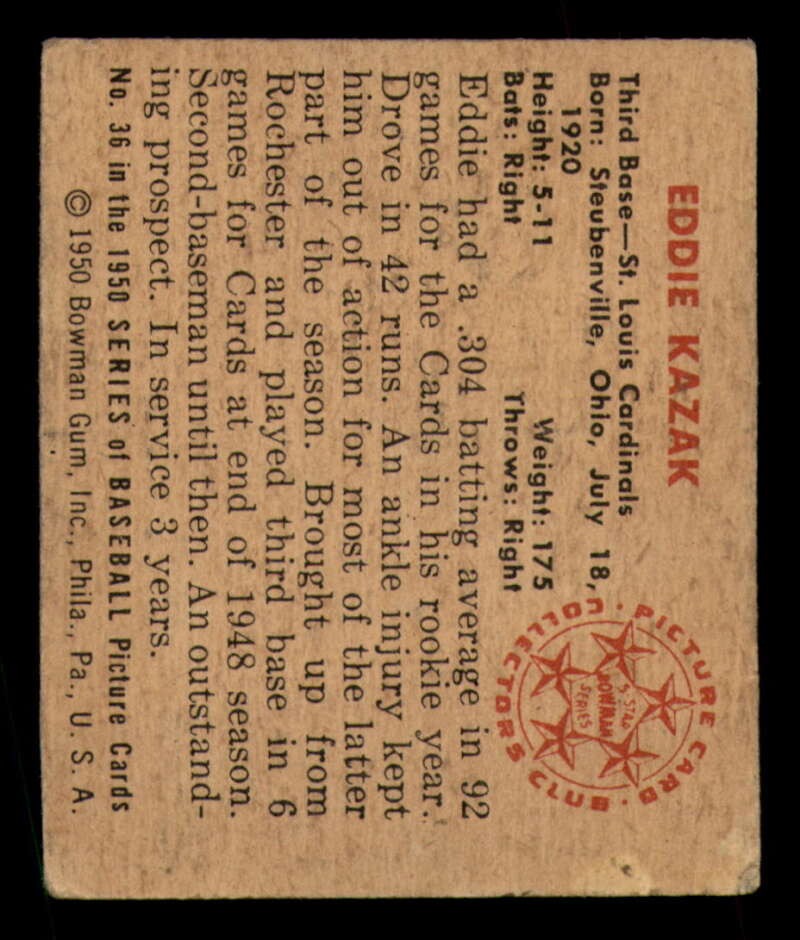 EDDIE KAZAK
Third Base—St. Louis Cardinals
Born: Steubenville, Ohio, July 18,
1920
Height: 5-11 Weight: 175
Bats: Right Throws: Right
Eddie had a .304 batting average in 92
games for the Cards in his rookie year.
Drove in 42 runs. An ankle injury kept
him out of action for most of the latter
part of the season. Brought up from
Rochester and played third base in 6
games for Cards at end of 1948 season.
Second-baseman until then. An outstand-
ing prospect. In service 3 years.
No. 36 in the 1950 SERIES of BASEBALL Picture Cards
© 1950 Bowman Gum, Inc., Phila., Pa., U. S. A.
PICTURE CARD COLLECTORS CLUB
5 STAR
BOWMAN
SERIES